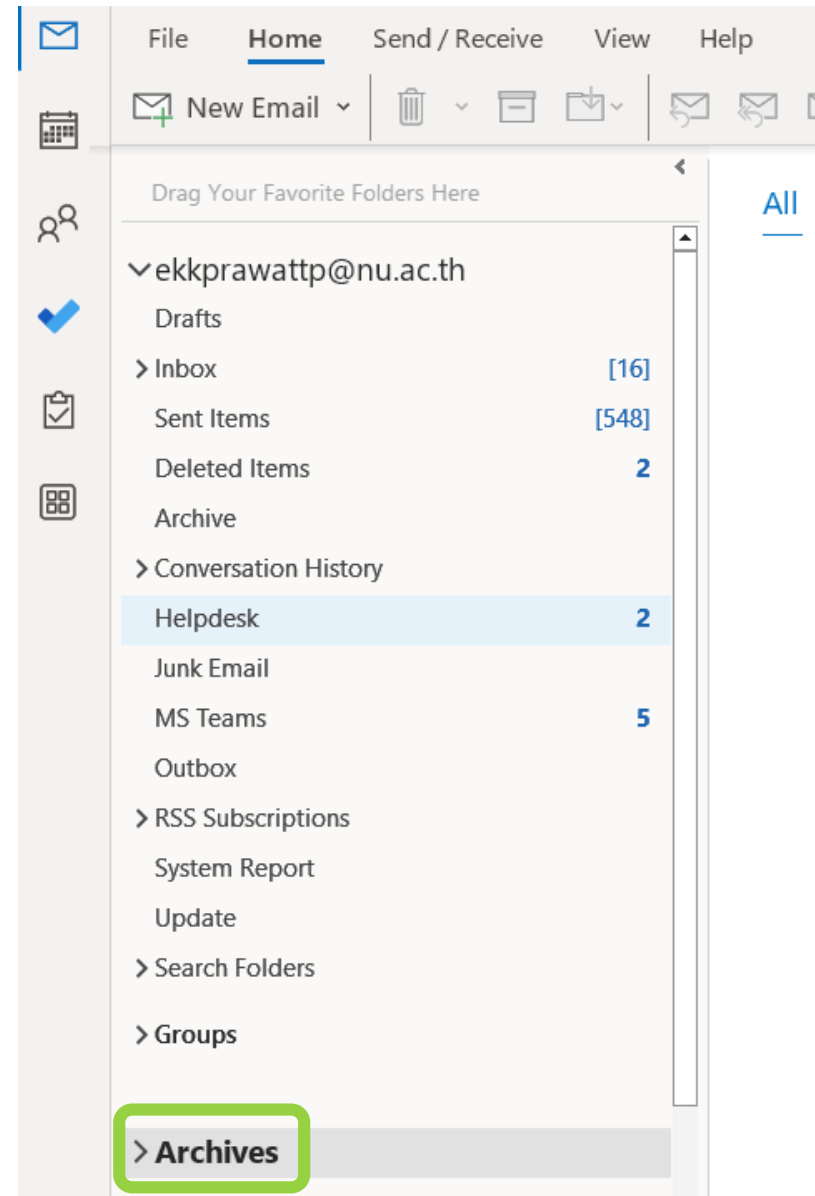 File Home Send / Receive View Help
New Email
Drag Your Favorite Folders Here
All
ekkprawattp@nu.ac.th
Drafts
Inbox [16]
Sent Items [548]
Deleted Items 2
Archive
Conversation History
Helpdesk 2
Junk Email
MS Teams 5
Outbox
RSS Subscriptions
System Report
Update
Search Folders
Groups
Archives